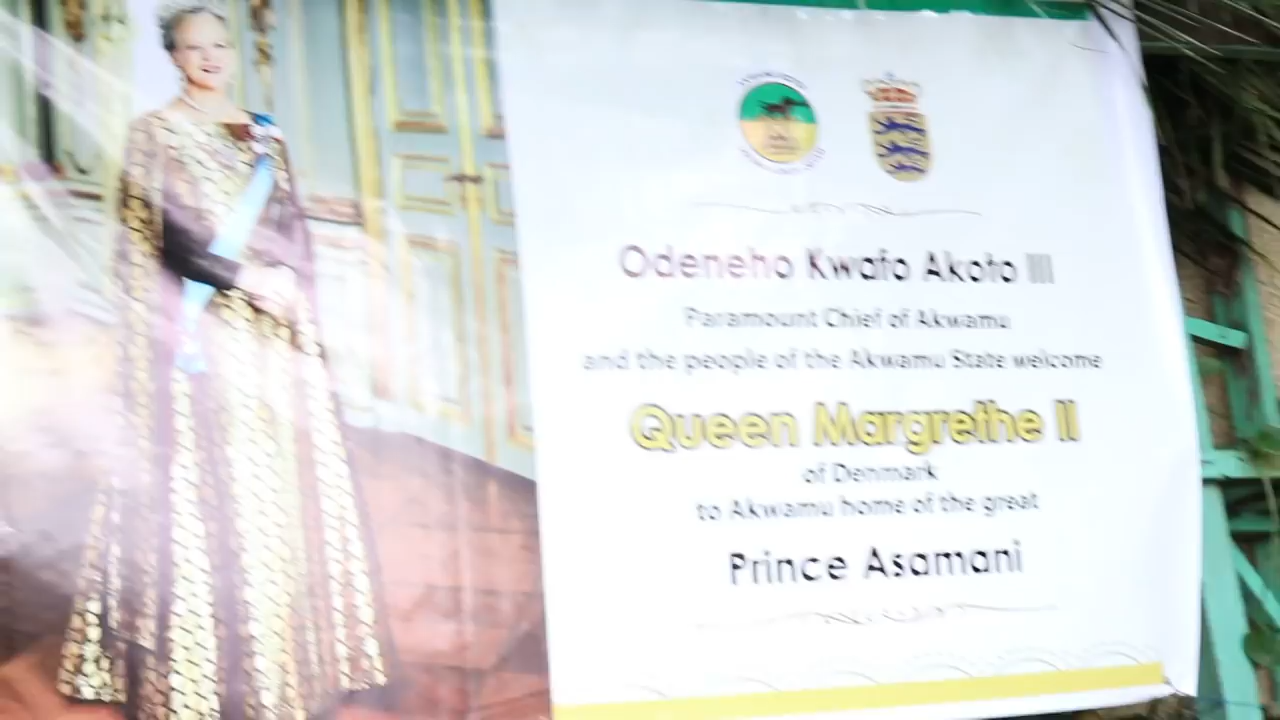 Odeneho Kwafo Akoto III
Paramount Chief of Akwamu
and the people of the Akwamu State welcome
Queen Margrethe II
of Denmark
to Akwamu home of the great
Prince Asamani